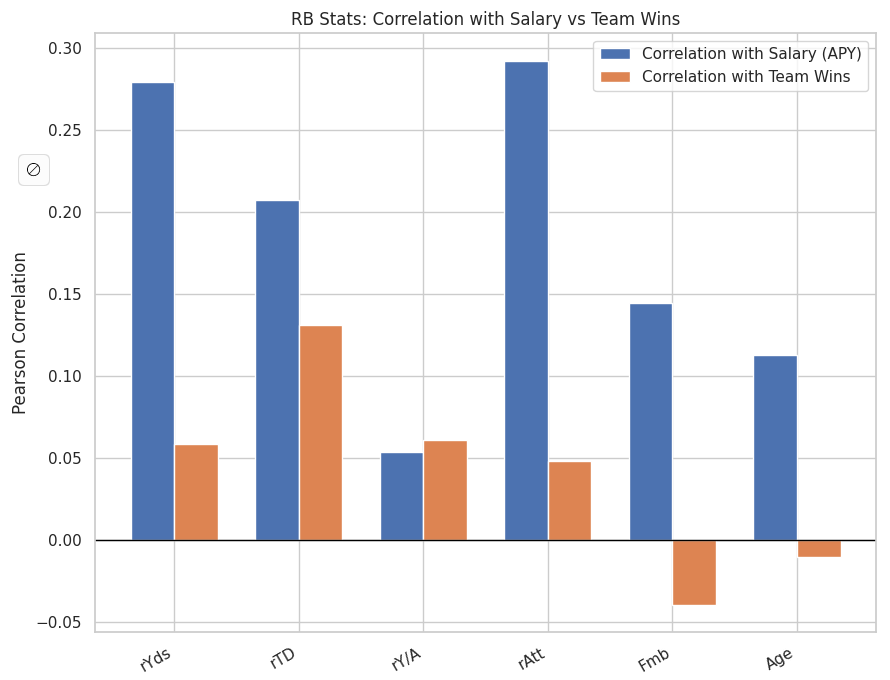 RB Stats: Correlation with Salary vs Team Wins
Correlation with Salary (APY)
Correlation with Team Wins
Pearson Correlation
0.30
0.25
0.20
0.15
0.10
0.05
0.00
−0.05
rYds
rTD
rY/A
rAtt
Fmb
Age